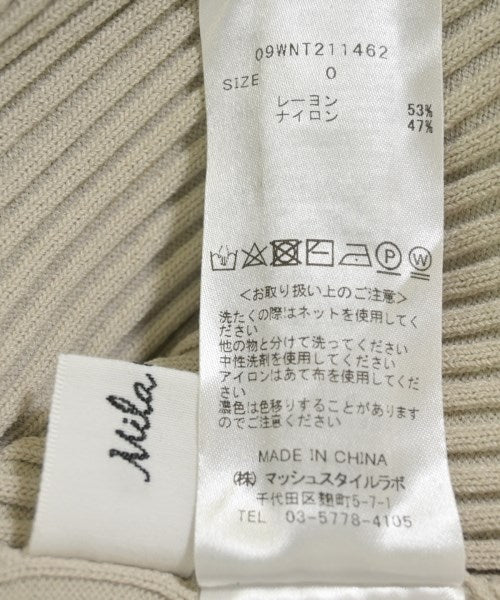 09WNT211462
SIZE 0
レーヨン 53%
ナイロン 47%
P W
<お取り扱い上のご注意>
洗たくの際はネットを使用してく
ださい
他の物と分けて洗ってください
中性洗剤を使用してください
アイロンはあて布を使用してくだ
さい
濃色は色移りすることがあります
のでご注意ください
MADE IN CHINA
(株) マッシュスタイルラボ
千代田区麹町5-7-1
TEL 03-5778-4105
Mila